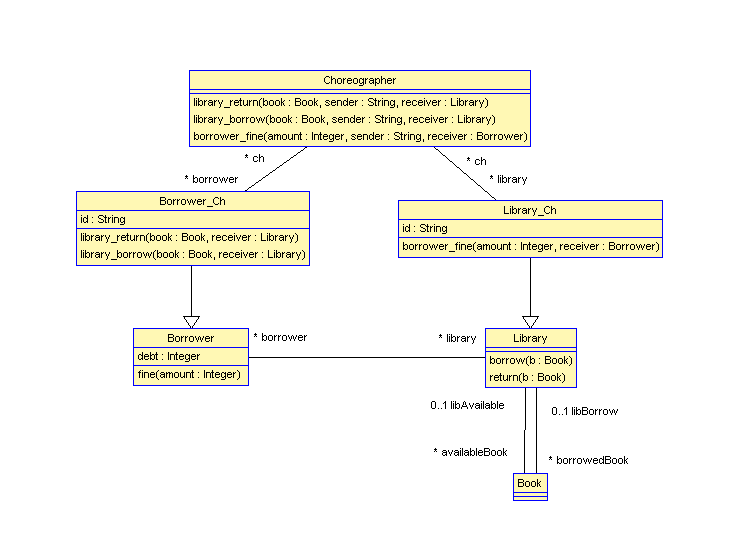 Choreographer
library_return(book : Book, sender : String, receiver : Library)
library_borrow(book : Book, sender : String, receiver : Library)
borrower_fine(amount : Integer, sender : String, receiver : Borrower)
* ch
* ch
* borrower
* library
Borrower_Ch
id : String
library_return(book : Book, receiver : Library)
library_borrow(book : Book, receiver : Library)
Library_Ch
id : String
borrower_fine(amount : Integer, receiver : Borrower)
Borrower
debt : Integer
fine(amount : Integer)
* borrower
* library
Library
borrow(b : Book)
return(b : Book)
0..1 libAvailable
0..1 libBorrow
* availableBook
* borrowedBook
Book